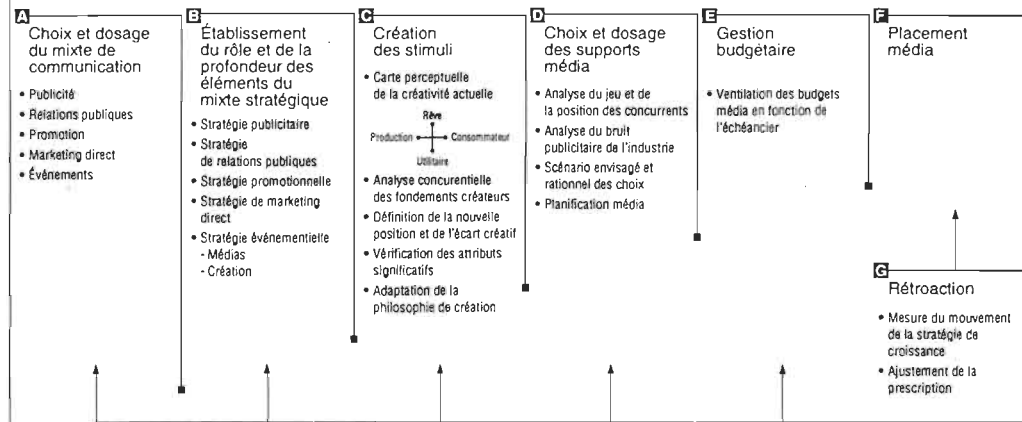 A
Choix et dosage
du mixte de
communication
• Publicité
• Relations publiques
• Promotion
• Marketing direct
• Événements
B
Établissement
du rôle et de la
profondeur des
éléments du
mixte stratégique
• Stratégie publicitaire
• Stratégie
de relations publiques
• Stratégie promotionnelle
• Stratégie de marketing
direct
• Stratégie événementielle
- Médias
- Création
C
Création
des stimuli
• Carte perceptuelle
de la créativité actuelle
Rêve
Production
Consommateur
Utilitaire
• Analyse concurentielle
des fondements créateurs
• Définition de la nouvelle
position et de l'écart créatif
• Vérification des attributs
significatifs
• Adaptation de la
philosophie de création
D
Choix et dosage
des supports
média
• Analyse du jeu et de
la position des concurrents
• Analyse du bruit
publicitaire de l'industrie
• Scénario envisagé et
rationnel des choix
• Planification média
E
Gestion
budgétaire
• Ventilation des budgets
média en fonction de
l'échéancier
F
Placement
média
G
Rétroaction
• Mesure du mouvement
de la stratégie de
croissance
• Ajustement de la
prescription